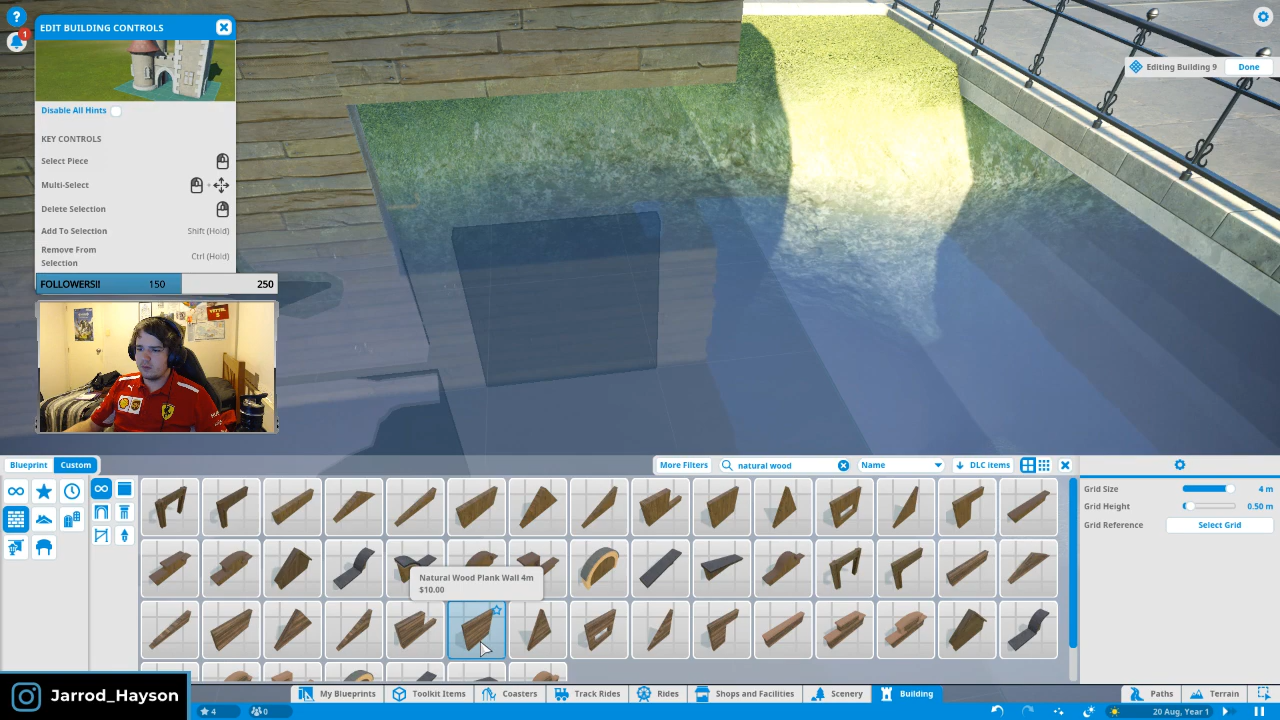 ?
EDIT BUILDING CONTROLS
1
Editing Building 9
Done
Disable All Hints
KEY CONTROLS
Select Piece
Multi-Select
Delete Selection
Add To Selection
Shift (Hold)
Remove From
Selection
Ctrl (Hold)
FOLLOWERS!!
150
250
Blueprint
Custom
More Filters
natural wood
Name
DLC items
Grid Size
4 m
Grid Height
0.50 m
Grid Reference
Select Grid
Natural Wood Plank Wall 4m
$10.00
Jarrod_Hayson
My Blueprints
Toolkit Items
Coasters
Track Rides
Rides
Shops and Facilities
Scenery
Building
Paths
Terrain
4
0
20 Aug, Year 1